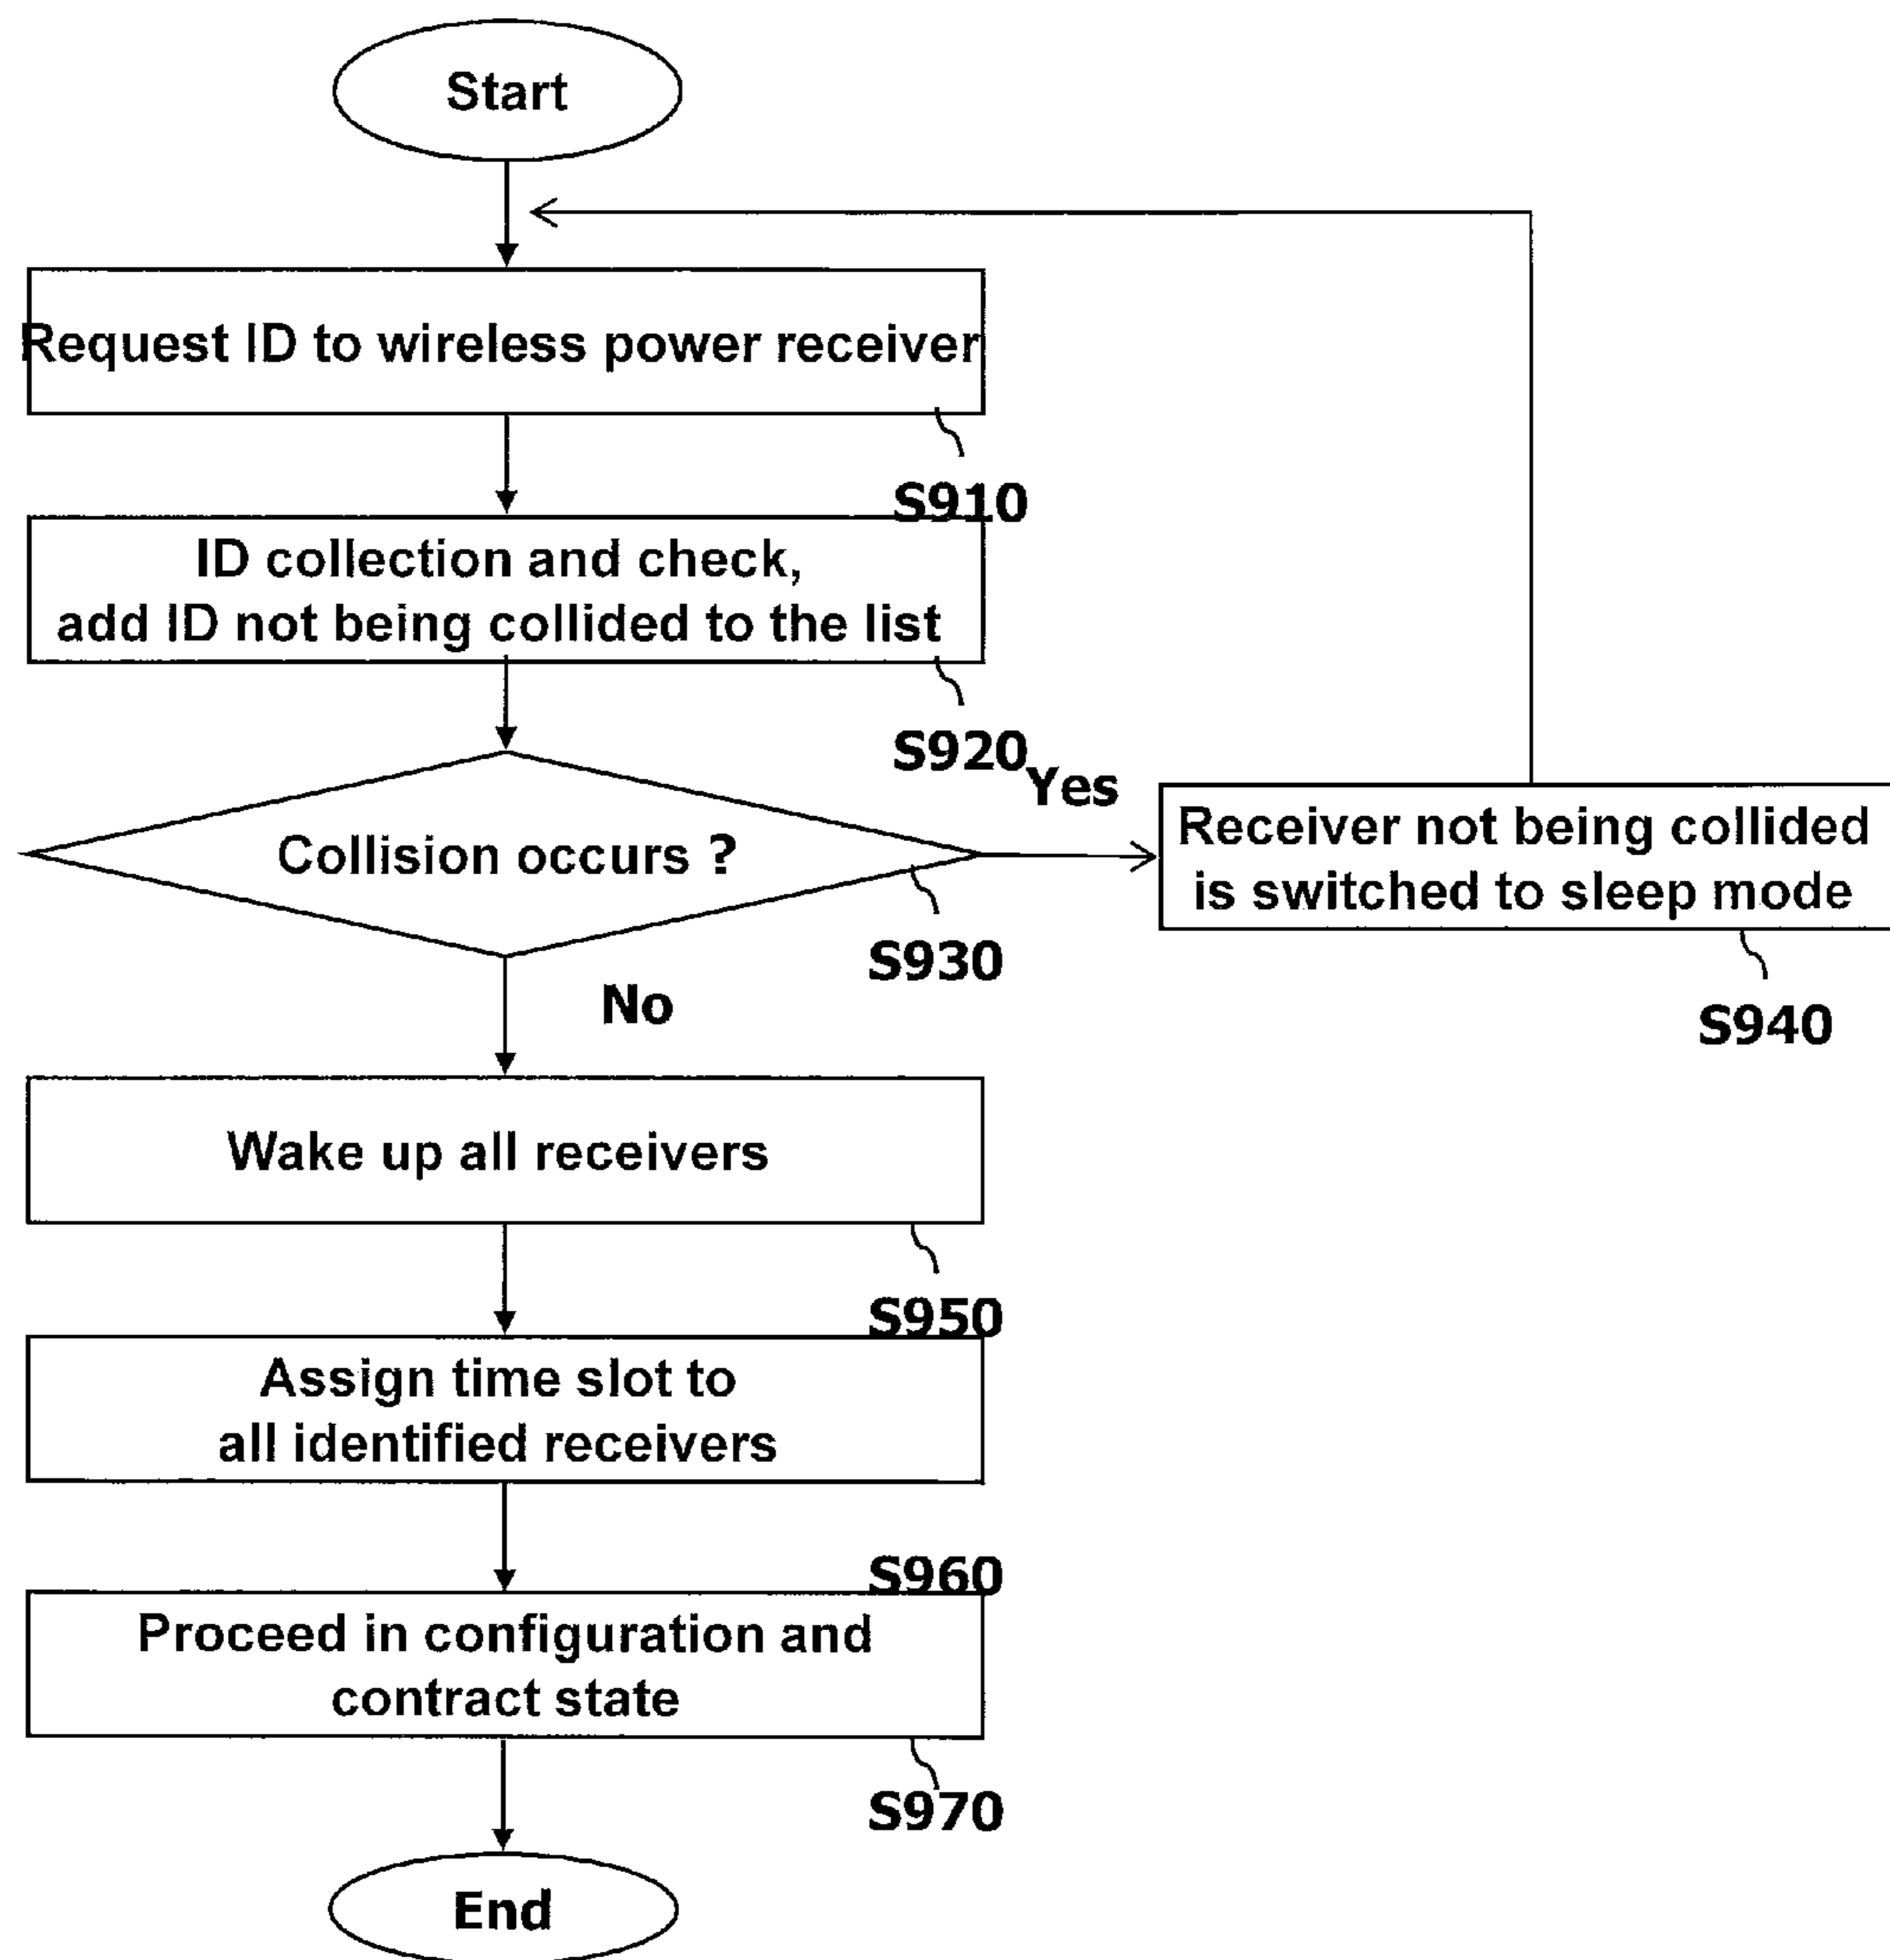 Start
Request ID to wireless power receiver
S910
ID collection and check,
add ID not being collided to the list
S920
Yes
Collision occurs ?
S930
Receiver not being collided
is switched to sleep mode
S940
No
Wake up all receivers
S950
Assign time slot to
all identified receivers
S960
Proceed in configuration and
contract state
S970
End